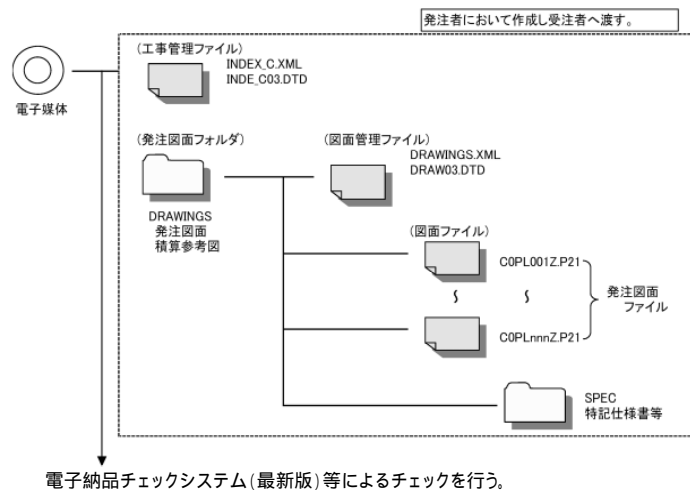 発注者において作成し受注者へ渡す。
(工事管理ファイル)
INDEX_C.XML
INDE_C03.DTD
電子媒体
(発注図面フォルダ)
(図面管理ファイル)
DRAWINGS.XML
DRAW03.DTD
DRAWINGS
発注図面
積算参考図
(図面ファイル)
C0PL001Z.P21
発注図面
ファイル
C0PLnnnZ.P21
SPEC
特記仕様書等
電子納品チェックシステム(最新版)等によるチェックを行う。